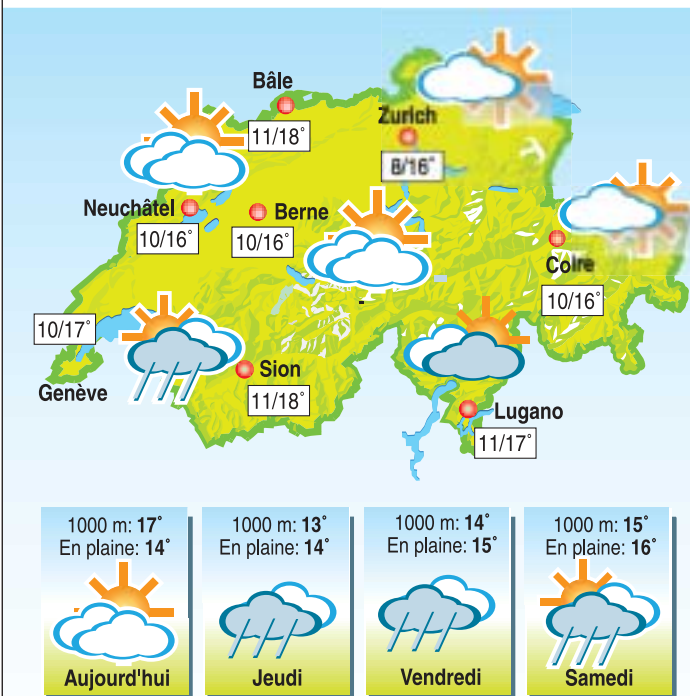 Bâle
11/18°
Zurich
8/16°
Neuchâtel
10/16°
Berne
10/16°
Coire
10/16°
10/17°
Genève
Sion
11/18°
Lugano
11/17°
1000 m: 17°
En plaine: 14°
Aujourd'hui
1000 m: 13°
En plaine: 14°
Jeudi
1000 m: 14°
En plaine: 15°
Vendredi
1000 m: 15°
En plaine: 16°
Samedi